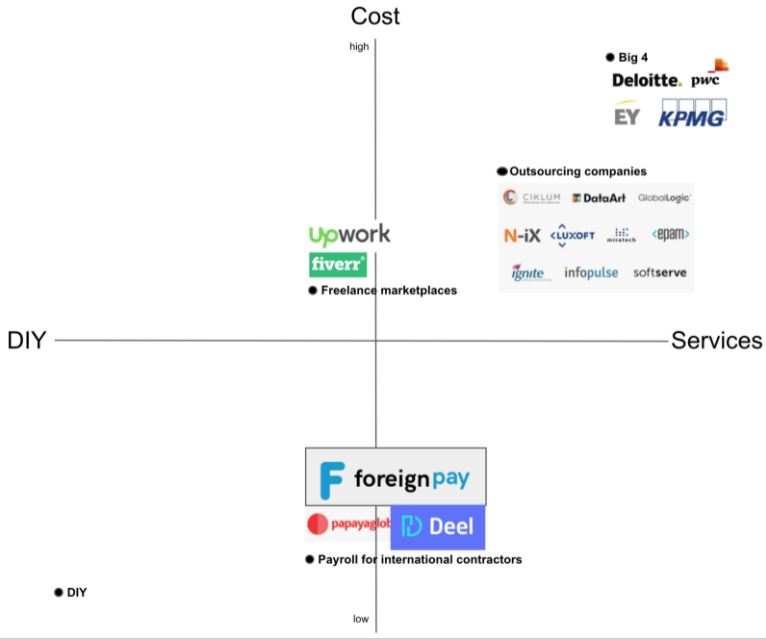 Cost
high
Big 4
Deloitte. pwc
EY KPMG
Outsourcing companies
CIKLUM DataArt GlobalLogic
N-iX <LUXOFT miratech <epam>
ignite infopulse softserve
upwork
fiverr
Freelance marketplaces
DIY
Services
foreignpay
papayaglob Deel
Payroll for international contractors
DIY
low